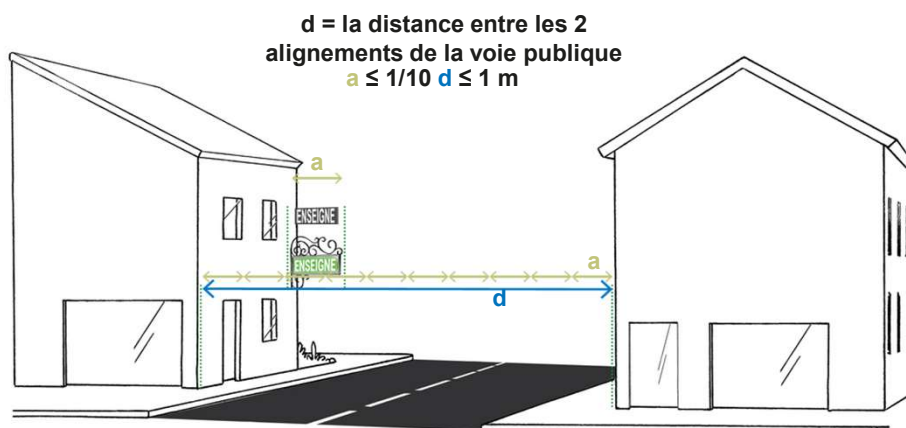 d = la distance entre les 2
alignements de la voie publique
a ≤ 1/10 d ≤ 1 m
a
ENSEIGNE
ENSEIGNE
a
d